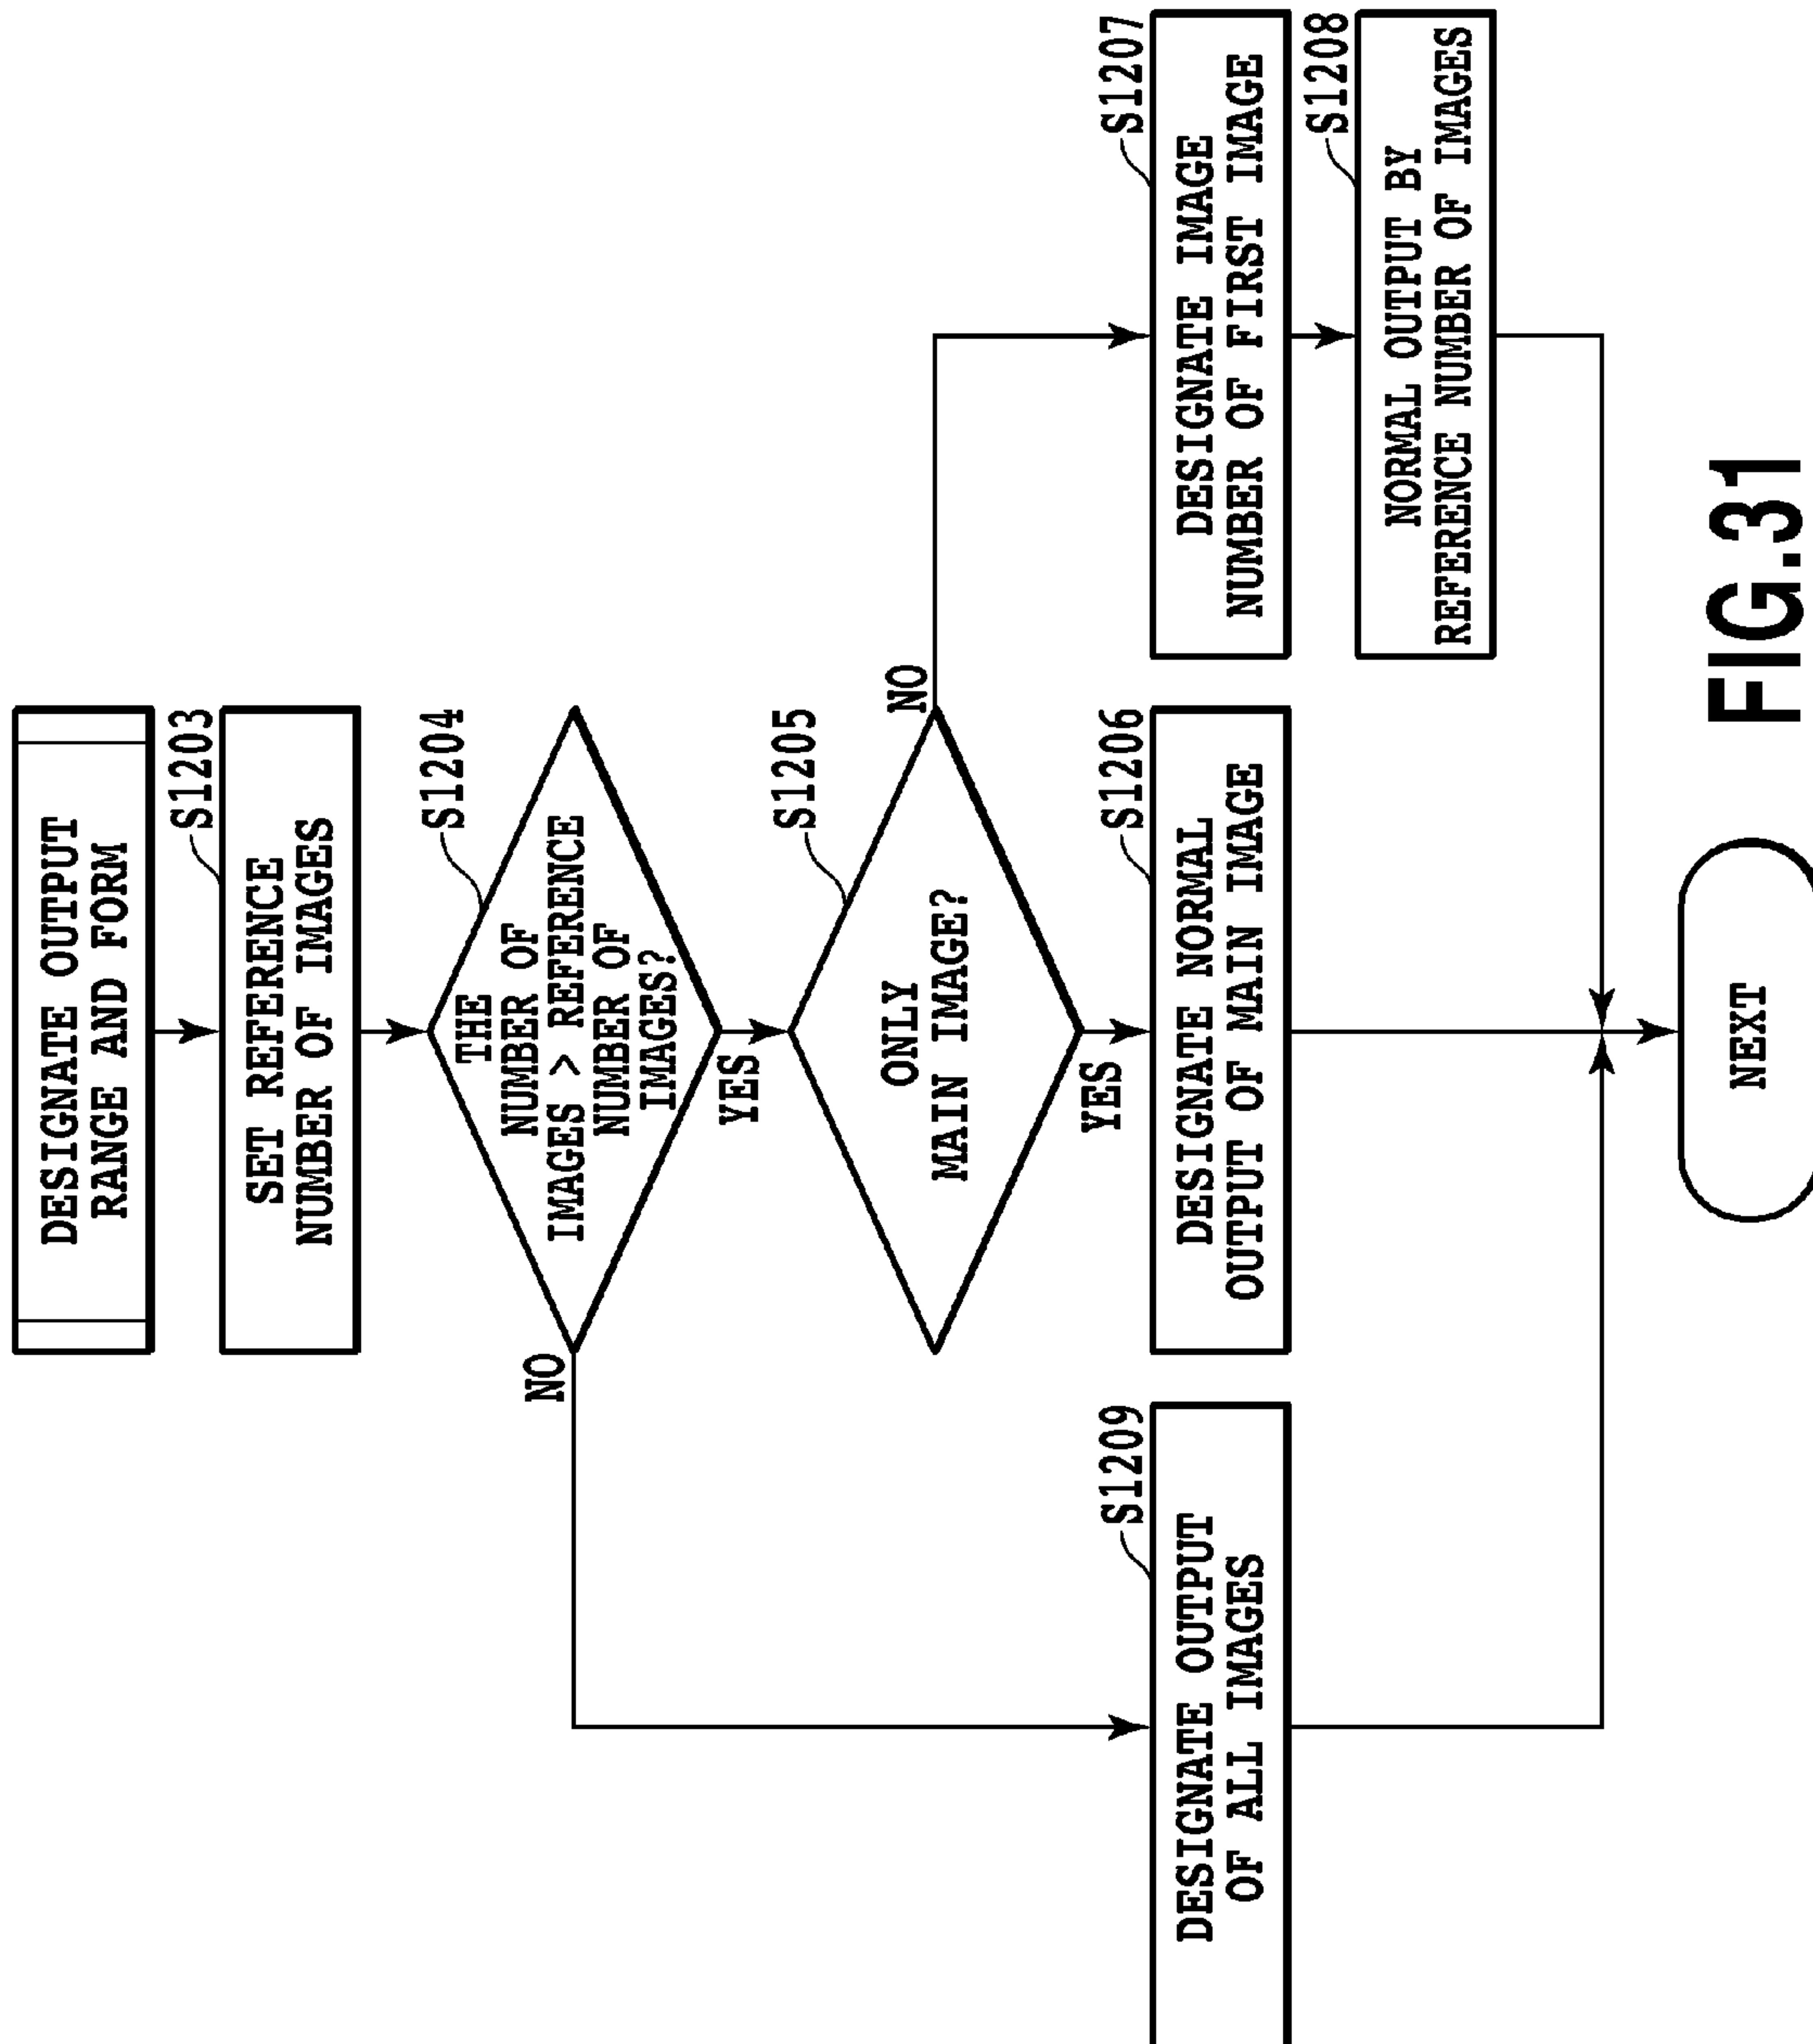 DESIGNATE OUTPUT
RANGE AND FORM
S1203
SET REFERENCE
NUMBER OF IMAGES
S1204
THE
NUMBER OF
IMAGES > REFERENCE
NUMBER OF
IMAGES?
NO
YES
S1205
ONLY
MAIN IMAGE?
NO
YES
S1209
DESIGNATE OUTPUT
OF ALL IMAGES
S1206
DESIGNATE NORMAL
OUTPUT OF MAIN IMAGE
S1207
DESIGNATE IMAGE
NUMBER OF FIRST IMAGE
S1208
NORMAL OUTPUT BY
REFERENCE NUMBER OF IMAGES
NEXT
FIG.31